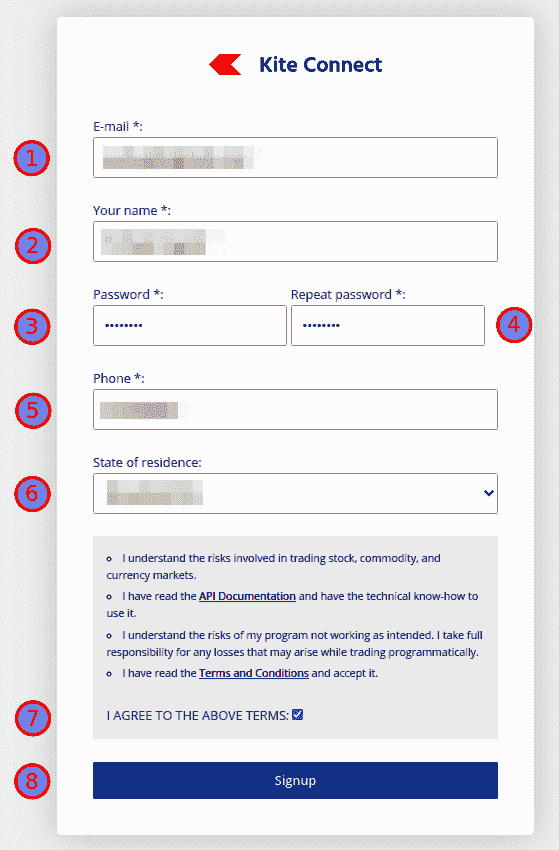 Kite Connect
E-mail *:
1
Your name *:
2
Password *: Repeat password *:
3 •••••••• •••••••• 4
Phone *:
5
State of residence:
6
I understand the risks involved in trading stock, commodity, and
currency markets.
I have read the API Documentation and have the technical know-how to
use it.
I understand the risks of my program not working as intended. I take full
responsibility for any losses that may arise while trading programmatically.
I have read the Terms and Conditions and accept it.
7 I AGREE TO THE ABOVE TERMS:
8 Signup